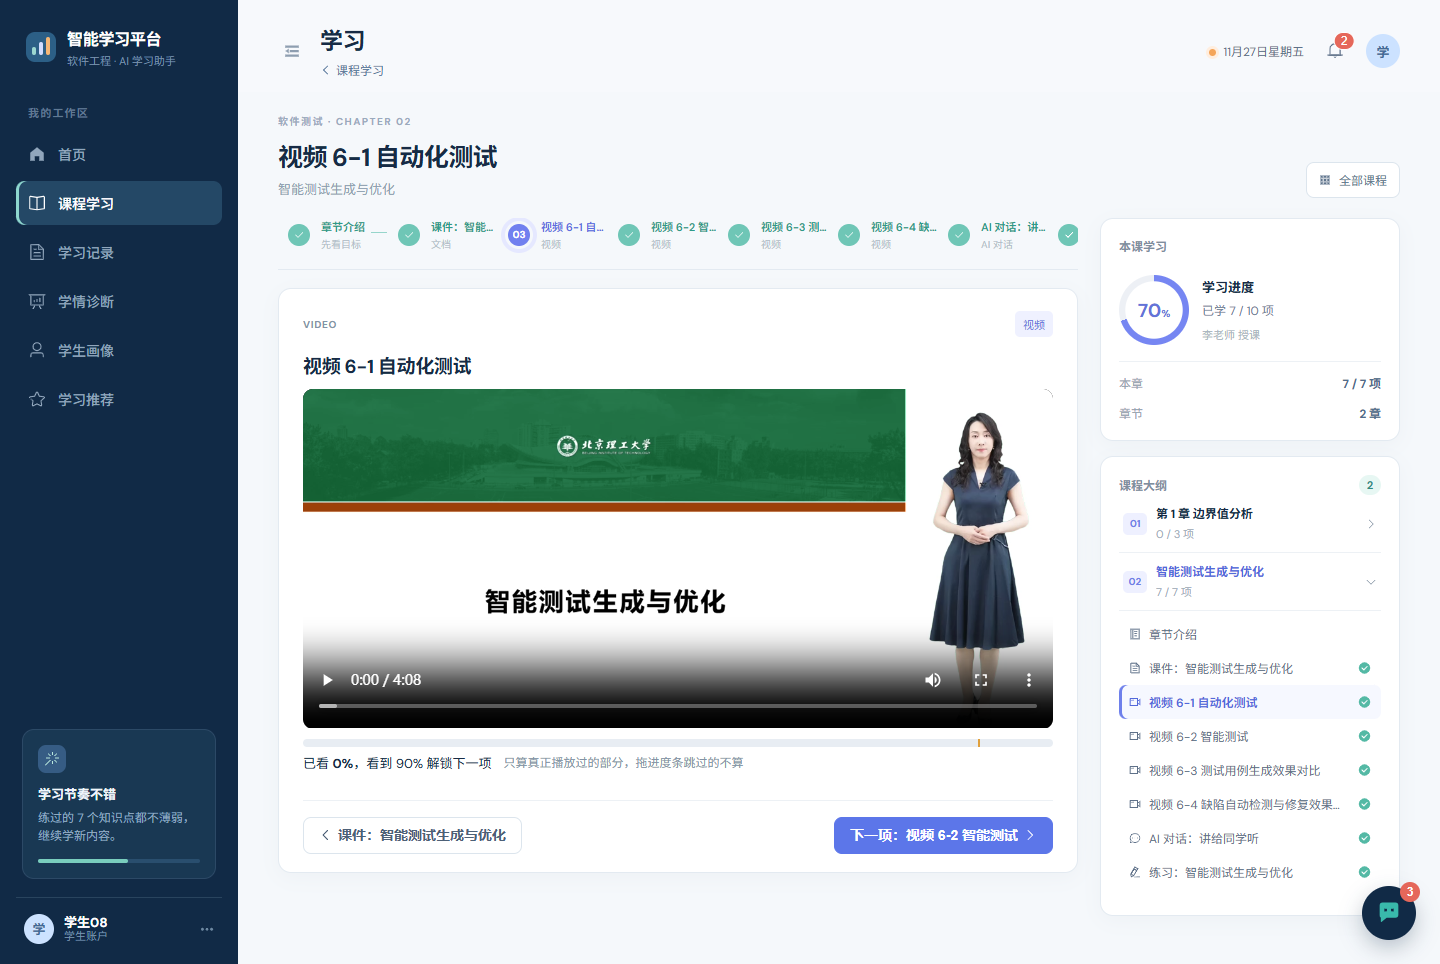 智能学习平台
软件工程 · AI 学习助手
我的工作区
首页
课程学习
学习记录
学情诊断
学生画像
学习推荐
学习节奏不错
练过的 7 个知识点都不薄弱，
继续学新内容。
学 学生08
学生账户
学习
课程学习
11月27日星期五
2
学
软件测试 · CHAPTER 02
视频 6-1 自动化测试
智能测试生成与优化
全部课程
章节介绍
先看目标
课件：智能...
文档
03
视频 6-1 自...
视频
视频 6-2 智...
视频
视频 6-3 测...
视频
视频 6-4 缺...
视频
AI 对话：讲...
AI 对话
VIDEO
视频
视频 6-1 自动化测试
北京理工大学
BEIJING INSTITUTE OF TECHNOLOGY
智能测试生成与优化
0:00 / 4:08
已看 0%，看到 90% 解锁下一项 只算真正播放过的部分，拖进度条跳过的不算
课件：智能测试生成与优化
下一项：视频 6-2 智能测试
本课学习
70%
学习进度
已学 7 / 10 项
李老师 授课
本章 7 / 7 项
章节 2 章
课程大纲 2
01 第 1 章 边界值分析
0 / 3 项
02 智能测试生成与优化
7 / 7 项
章节介绍
课件：智能测试生成与优化
视频 6-1 自动化测试
视频 6-2 智能测试
视频 6-3 测试用例生成效果对比
视频 6-4 缺陷自动检测与修复效果...
AI 对话：讲给同学听
练习：智能测试生成与优化
3